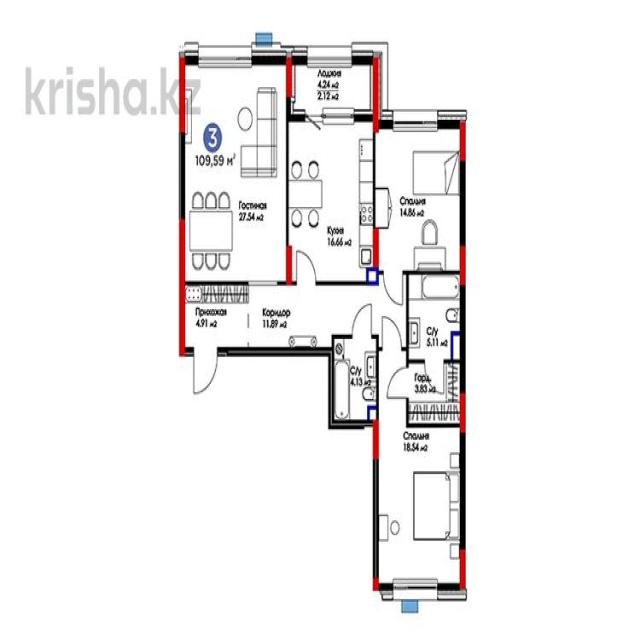 krisha.kz
3
109,59 м²
Лоджия
4.24 м2
2.12 м2
Гостиная
27.54 м2
Кухня
16.66 м2
Спальня
14.86 м2
Прихожая
4.91 м2
Коридор
11.89 м2
С/у
5.11 м2
С/у
4.13 м2
Гард.
3.83 м2
Спальня
18.54 м2